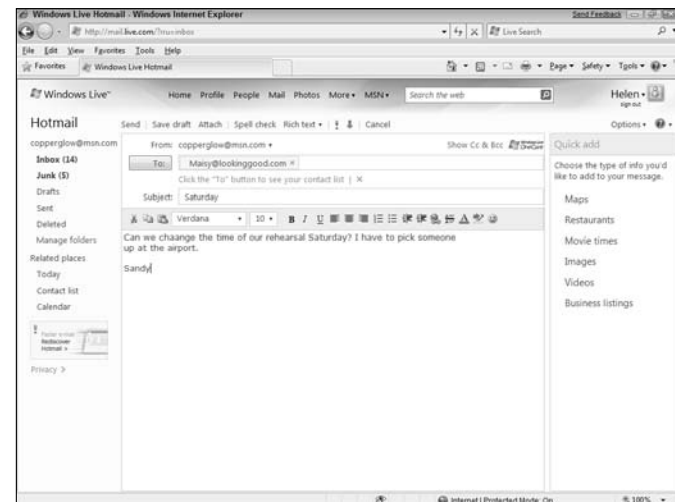 Windows Live Hotmail - Windows Internet Explorer
Send Feedback
http://mail.live.com/?rru=inbox
Live Search
File Edit View Favorites Tools Help
Favorites Windows Live Hotmail
Page Safety Tools
Windows Live™ Home Profile People Mail Photos More MSN Search the web Helen
sign out
Hotmail Send Save draft Attach Spell check Rich text Cancel Options
copperglow@msn.com From: copperglow@msn.com Show Cc & Bcc Quick add
Inbox (14) To: Maisy@lookinggood.com × Choose the type of info you'd
Junk (5) Click the "To" button to see your contact list | X like to add to your message.
Drafts Subject: Saturday Maps
Sent Verdana 10 B I U Restaurants
Deleted
Manage folders Can we chaange the time of our rehearsal Saturday? I have to pick someone Movie times
up at the airport.
Related places Images
Today Sandy Videos
Contact list
Calendar Business listings
Rediscover
Hotmail »
Privacy >
Internet | Protected Mode: On 100%